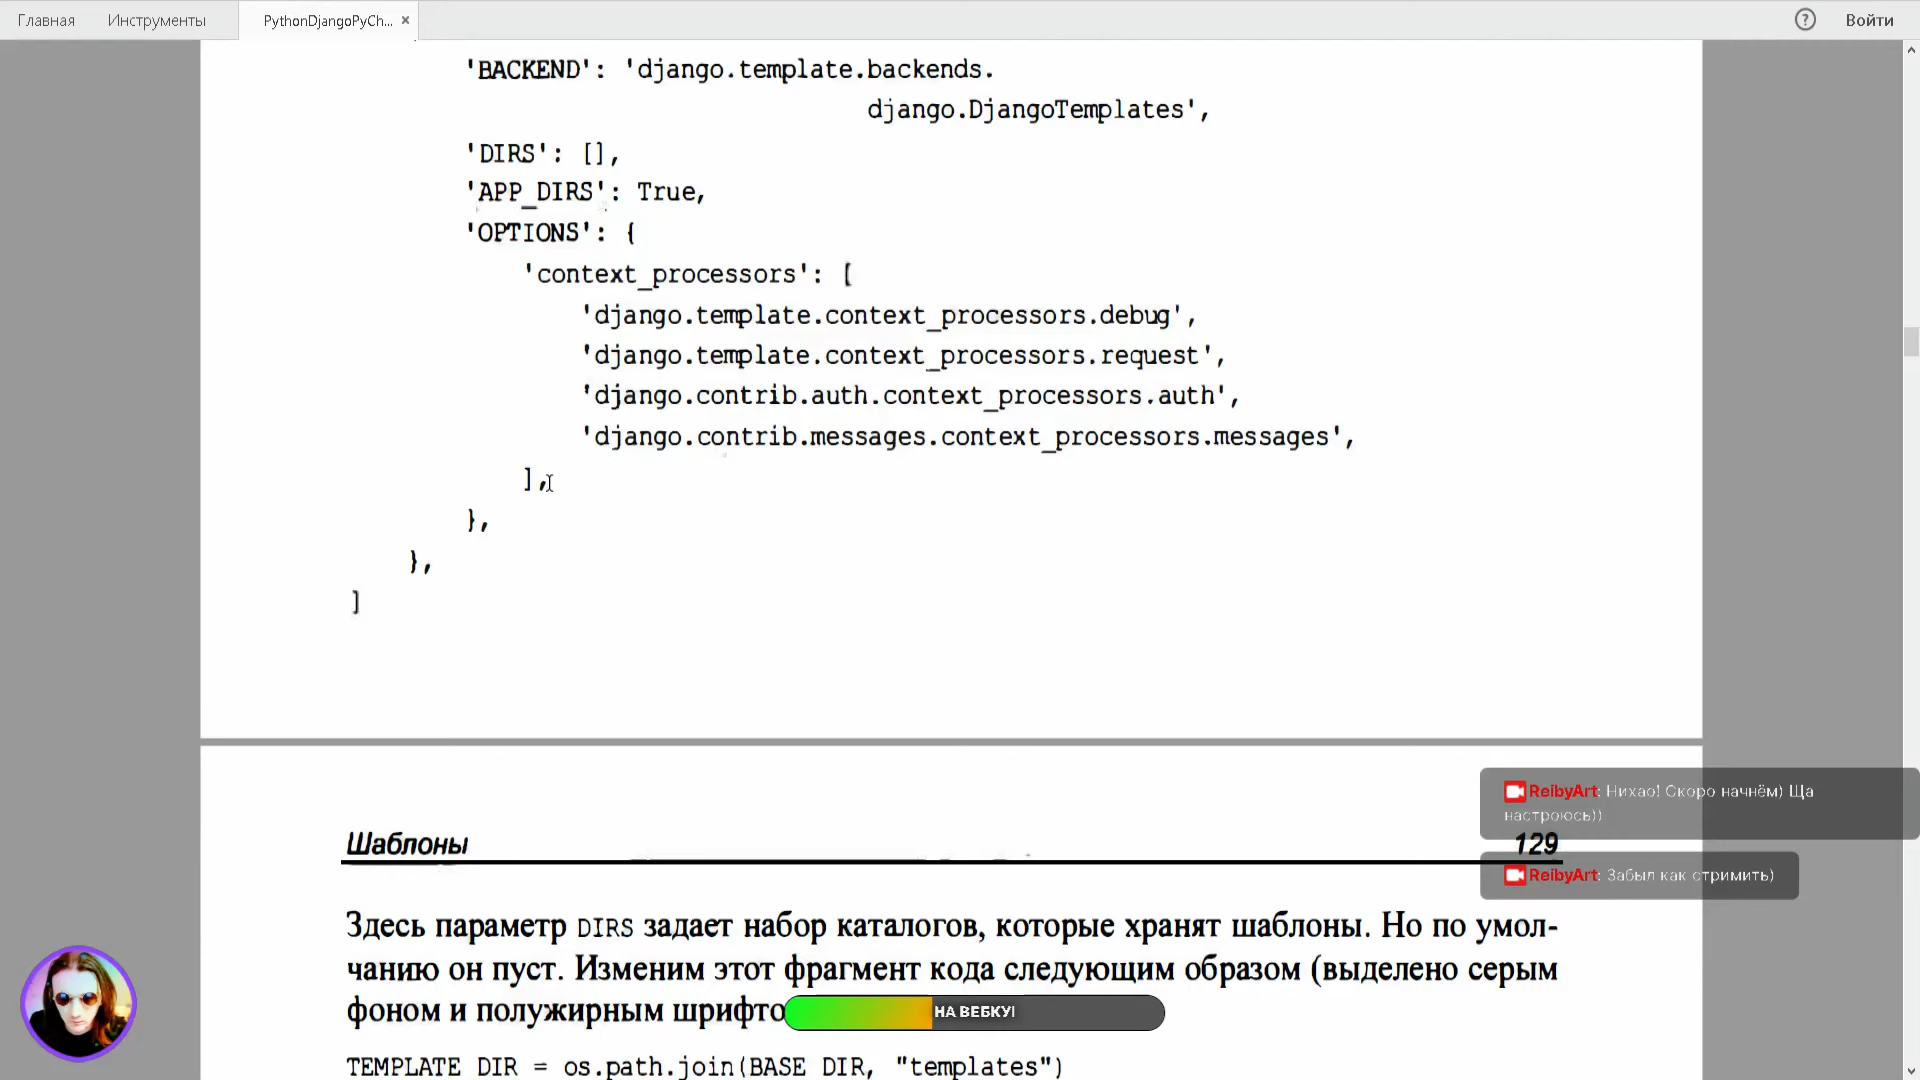 Главная Инструменты PythonDjangoPyCh... × ? Войти
'BACKEND': 'django.template.backends.
django.DjangoTemplates',
'DIRS': [],
'APP_DIRS': True,
'OPTIONS': {
'context_processors': [
'django.template.context_processors.debug',
'django.template.context_processors.request',
'django.contrib.auth.context_processors.auth',
'django.contrib.messages.context_processors.messages',
],
},
},
]
ReibyArt: Нихао! Скоро начнём) Ща
настроюсь))
Шаблоны 129
ReibyArt: Забыл как стримить)
Здесь параметр DIRS задает набор каталогов, которые хранят шаблоны. Но по умол-
чанию он пуст. Изменим этот фрагмент кода следующим образом (выделено серым
фоном и полужирным шрифто
НА ВЕБКУ!
TEMPLATE_DIR = os.path.join(BASE_DIR, "templates")